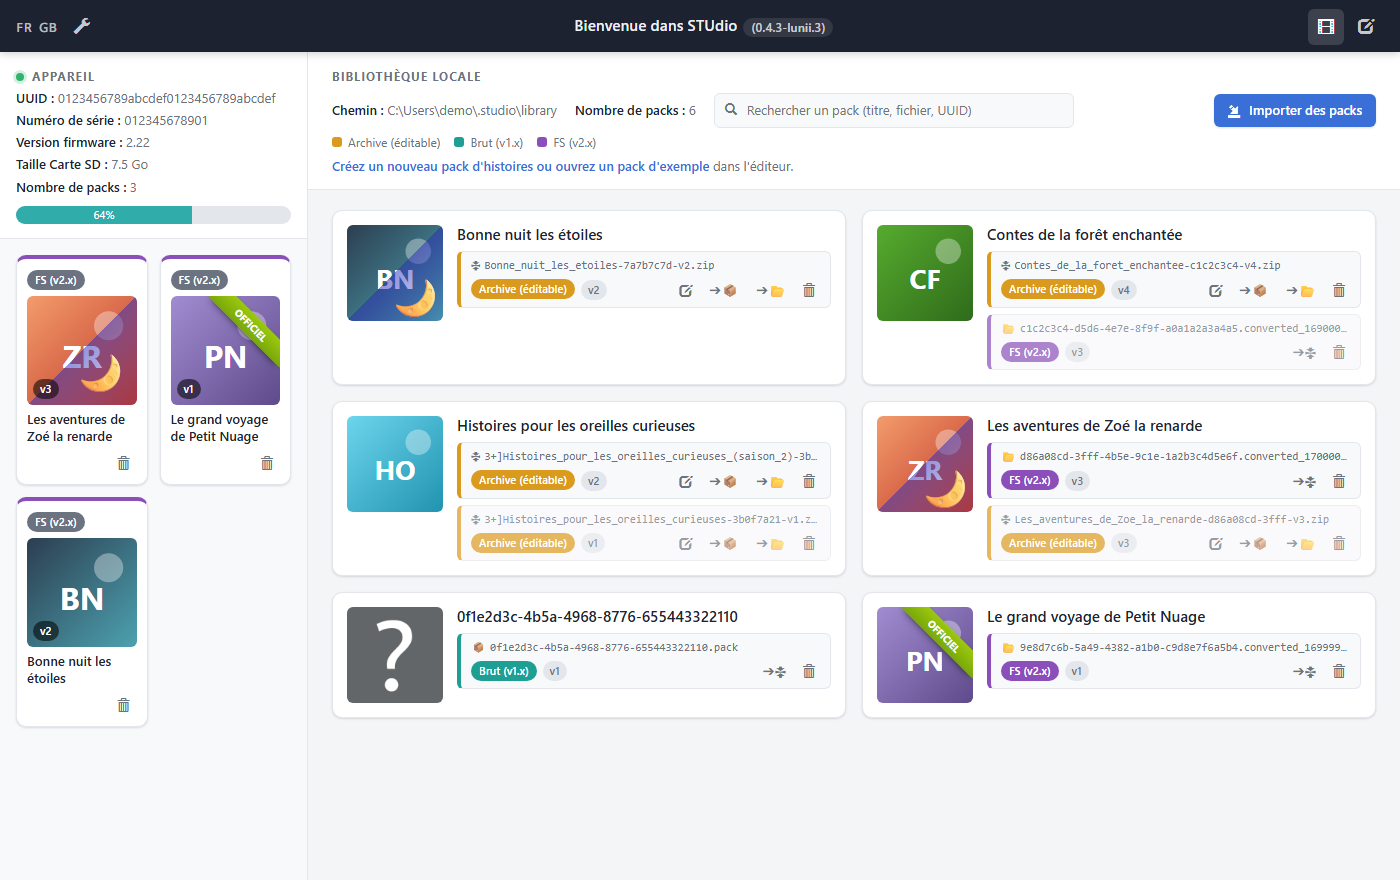 FR GB
Bienvenue dans STUdio (0.4.3-lunii.3)
APPAREIL
UUID : 0123456789abcdef0123456789abcdef
Numéro de série : 012345678901
Version firmware : 2.22
Taille Carte SD : 7.5 Go
Nombre de packs : 3
64%
FS (v2.x)
ZR
v3
Les aventures de
Zoé la renarde
FS (v2.x)
OFFICIEL
PN
v1
Le grand voyage
de Petit Nuage
FS (v2.x)
BN
v2
Bonne nuit les
étoiles
BIBLIOTHÈQUE LOCALE
Chemin : C:\Users\demo\.studio\library Nombre de packs : 6
Rechercher un pack (titre, fichier, UUID)
Importer des packs
Archive (éditable) Brut (v1.x) FS (v2.x)
Créez un nouveau pack d'histoires ou ouvrez un pack d'exemple dans l'éditeur.
BN
Bonne nuit les étoiles
Bonne_nuit_les_etoiles-7a7b7c7d-v2.zip
Archive (éditable) v2
CF
Contes de la forêt enchantée
Contes_de_la_foret_enchantee-c1c2c3c4-v4.zip
Archive (éditable) v4
c1c2c3c4-d5d6-4e7e-8f9f-a0a1a2a3a4a5.converted_169000…
FS (v2.x) v3
HO
Histoires pour les oreilles curieuses
3+]Histoires_pour_les_oreilles_curieuses_(saison_2)-3b…
Archive (éditable) v2
3+]Histoires_pour_les_oreilles_curieuses-3b0f7a21-v1.z…
Archive (éditable) v1
ZR
Les aventures de Zoé la renarde
d86a08cd-3fff-4b5e-9c1e-1a2b3c4d5e6f.converted_170000…
FS (v2.x) v3
Les_aventures_de_Zoe_la_renarde-d86a08cd-3fff-v3.zip
Archive (éditable) v3
?
0f1e2d3c-4b5a-4968-8776-655443322110
0f1e2d3c-4b5a-4968-8776-655443322110.pack
Brut (v1.x) v1
OFFICIEL
PN
Le grand voyage de Petit Nuage
9e8d7c6b-5a49-4382-a1b0-c9d8e7f6a5b4.converted_169999…
FS (v2.x) v1